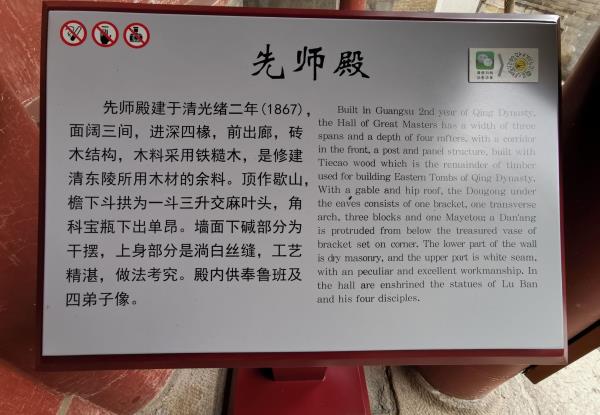 先师殿
先师殿建于清光绪二年(1867)，
面阔三间，进深四椽，前出廊，砖
木结构，木料采用铁糙木，是修建
清东陵所用木材的余料。顶作歇山，
檐下斗拱为一斗三升交麻叶头，角
科宝瓶下出单昂。墙面下碱部分为
干摆，上身部分是淌白丝缝，工艺
精湛，做法考究。殿内供奉鲁班及
四弟子像。
Built in Guangxu 2nd year of Qing Dynasty,
the Hall of Great Masters has a width of three
spans and a depth of four rafters, with a corridor
in the front, a post and panel structure, built with
Tiecao wood which is the remainder of timber
used for building Eastern Tombs of Qing Dynasty.
With a gable and hip roof, the Dougong under
the eaves consists of one bracket, one transverse
arch, three blocks and one Mayetou; a Dan'ang
is protruded from below the treasured vase of
bracket set on corner. The lower part of the wall
is dry masonry, and the upper part is white seam,
with an peculiar and excellent workmanship. In
the hall are enshrined the statues of Lu Ban
and his four disciples.